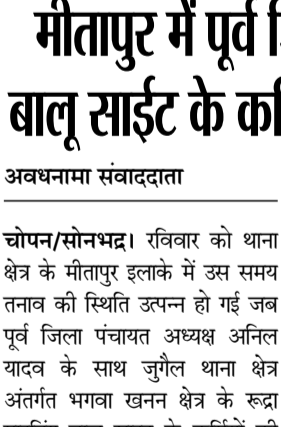 मीतापुर में पूर्व
बालू साईट के
अवधनामा संवाददाता
चोपन/सोनभद्र। रविवार को थाना
क्षेत्र के मीतापुर इलाके में उस समय
तनाव की स्थिति उत्पन्न हो गई जब
पूर्व जिला पंचायत अध्यक्ष अनिल
यादव के साथ जुगैल थाना क्षेत्र
अंतर्गत भगवा खनन क्षेत्र के रूद्रा